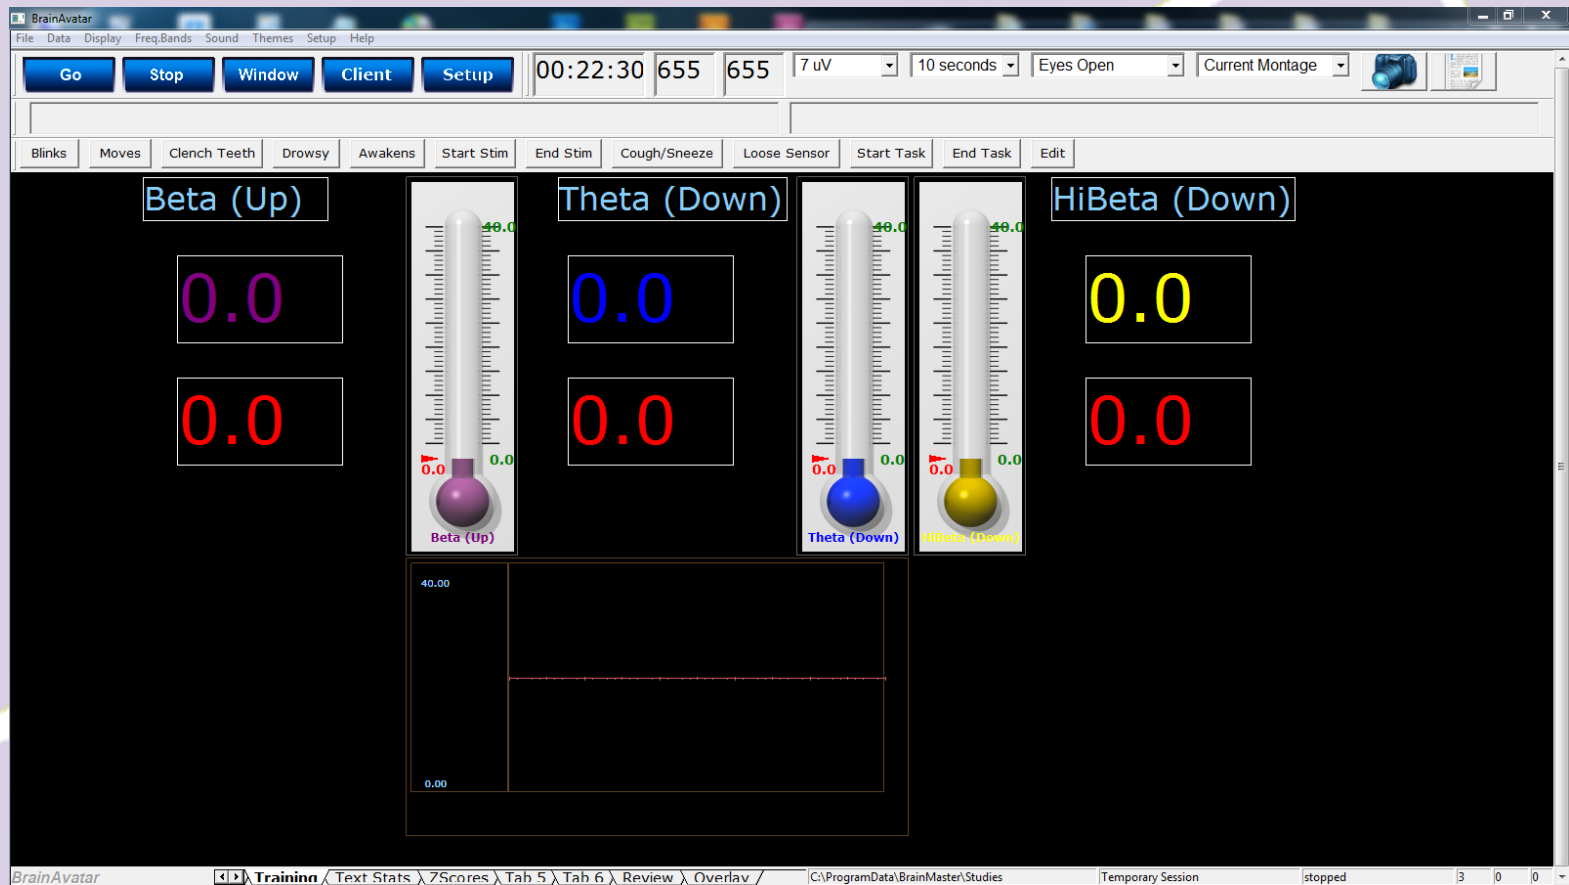 BrainAvatar
File Data Display Freq.Bands Sound Themes Setup Help
Go Stop Window Client Setup 00:22:30 655 655 7 uV 10 seconds Eyes Open Current Montage
Blinks Moves Clench Teeth Drowsy Awakens Start Stim End Stim Cough/Sneeze Loose Sensor Start Task End Task Edit
Beta (Up) Theta (Down) HiBeta (Down)
40.0 40.0 40.0
0.0 0.0 0.0
0.0 0.0 0.0
0.0 0.0 0.0 0.0 0.0 0.0
Beta (Up) Theta (Down) HiBeta (Down)
40.00
0.00
BrainAvatar Training Text Stats ZScores Tab 5 Tab 6 Review Overlay C:\ProgramData\BrainMaster\Studies Temporary Session stopped 3 0 0